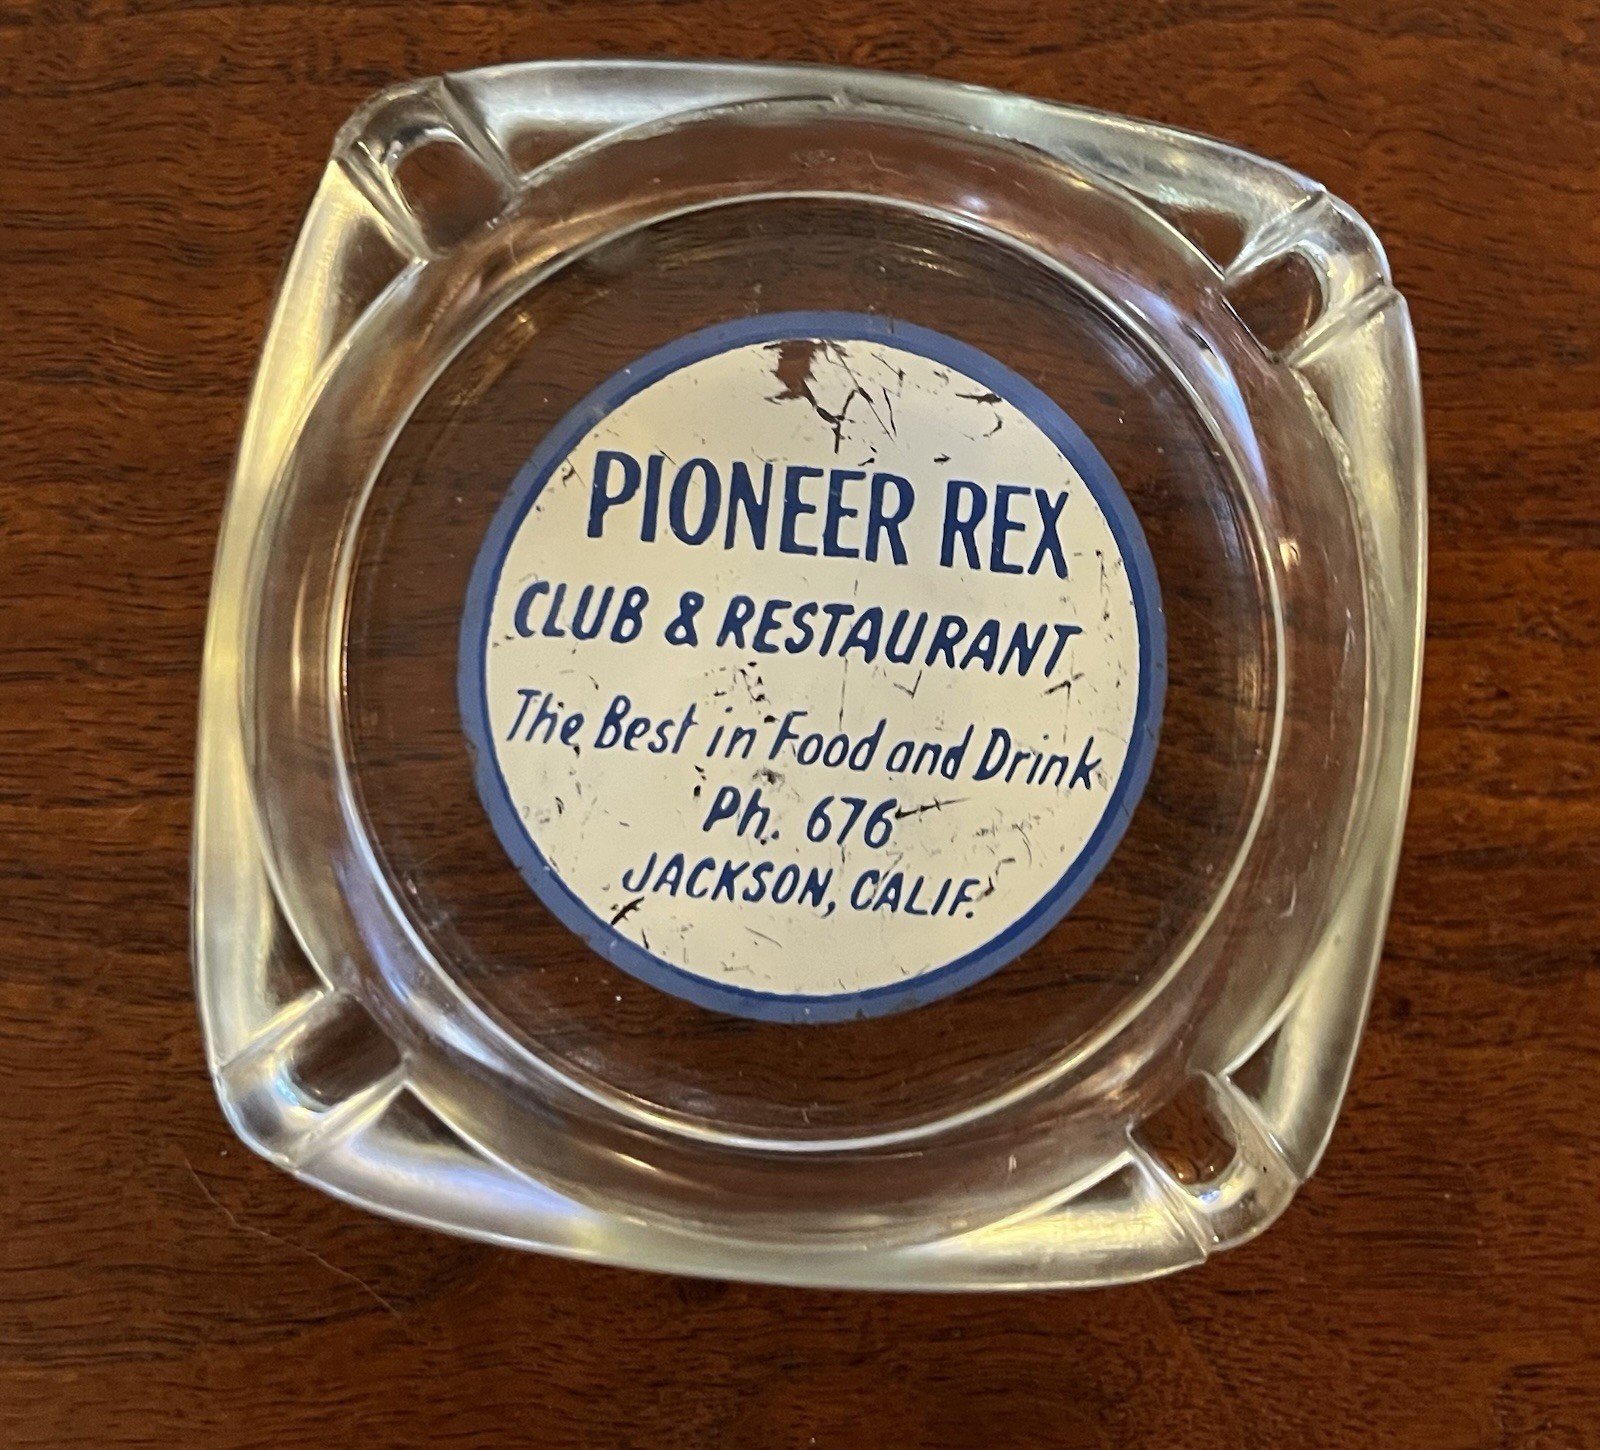 PIONEER REX
CLUB & RESTAURANT
The Best in Food and Drink
Ph. 676
JACKSON, CALIF.